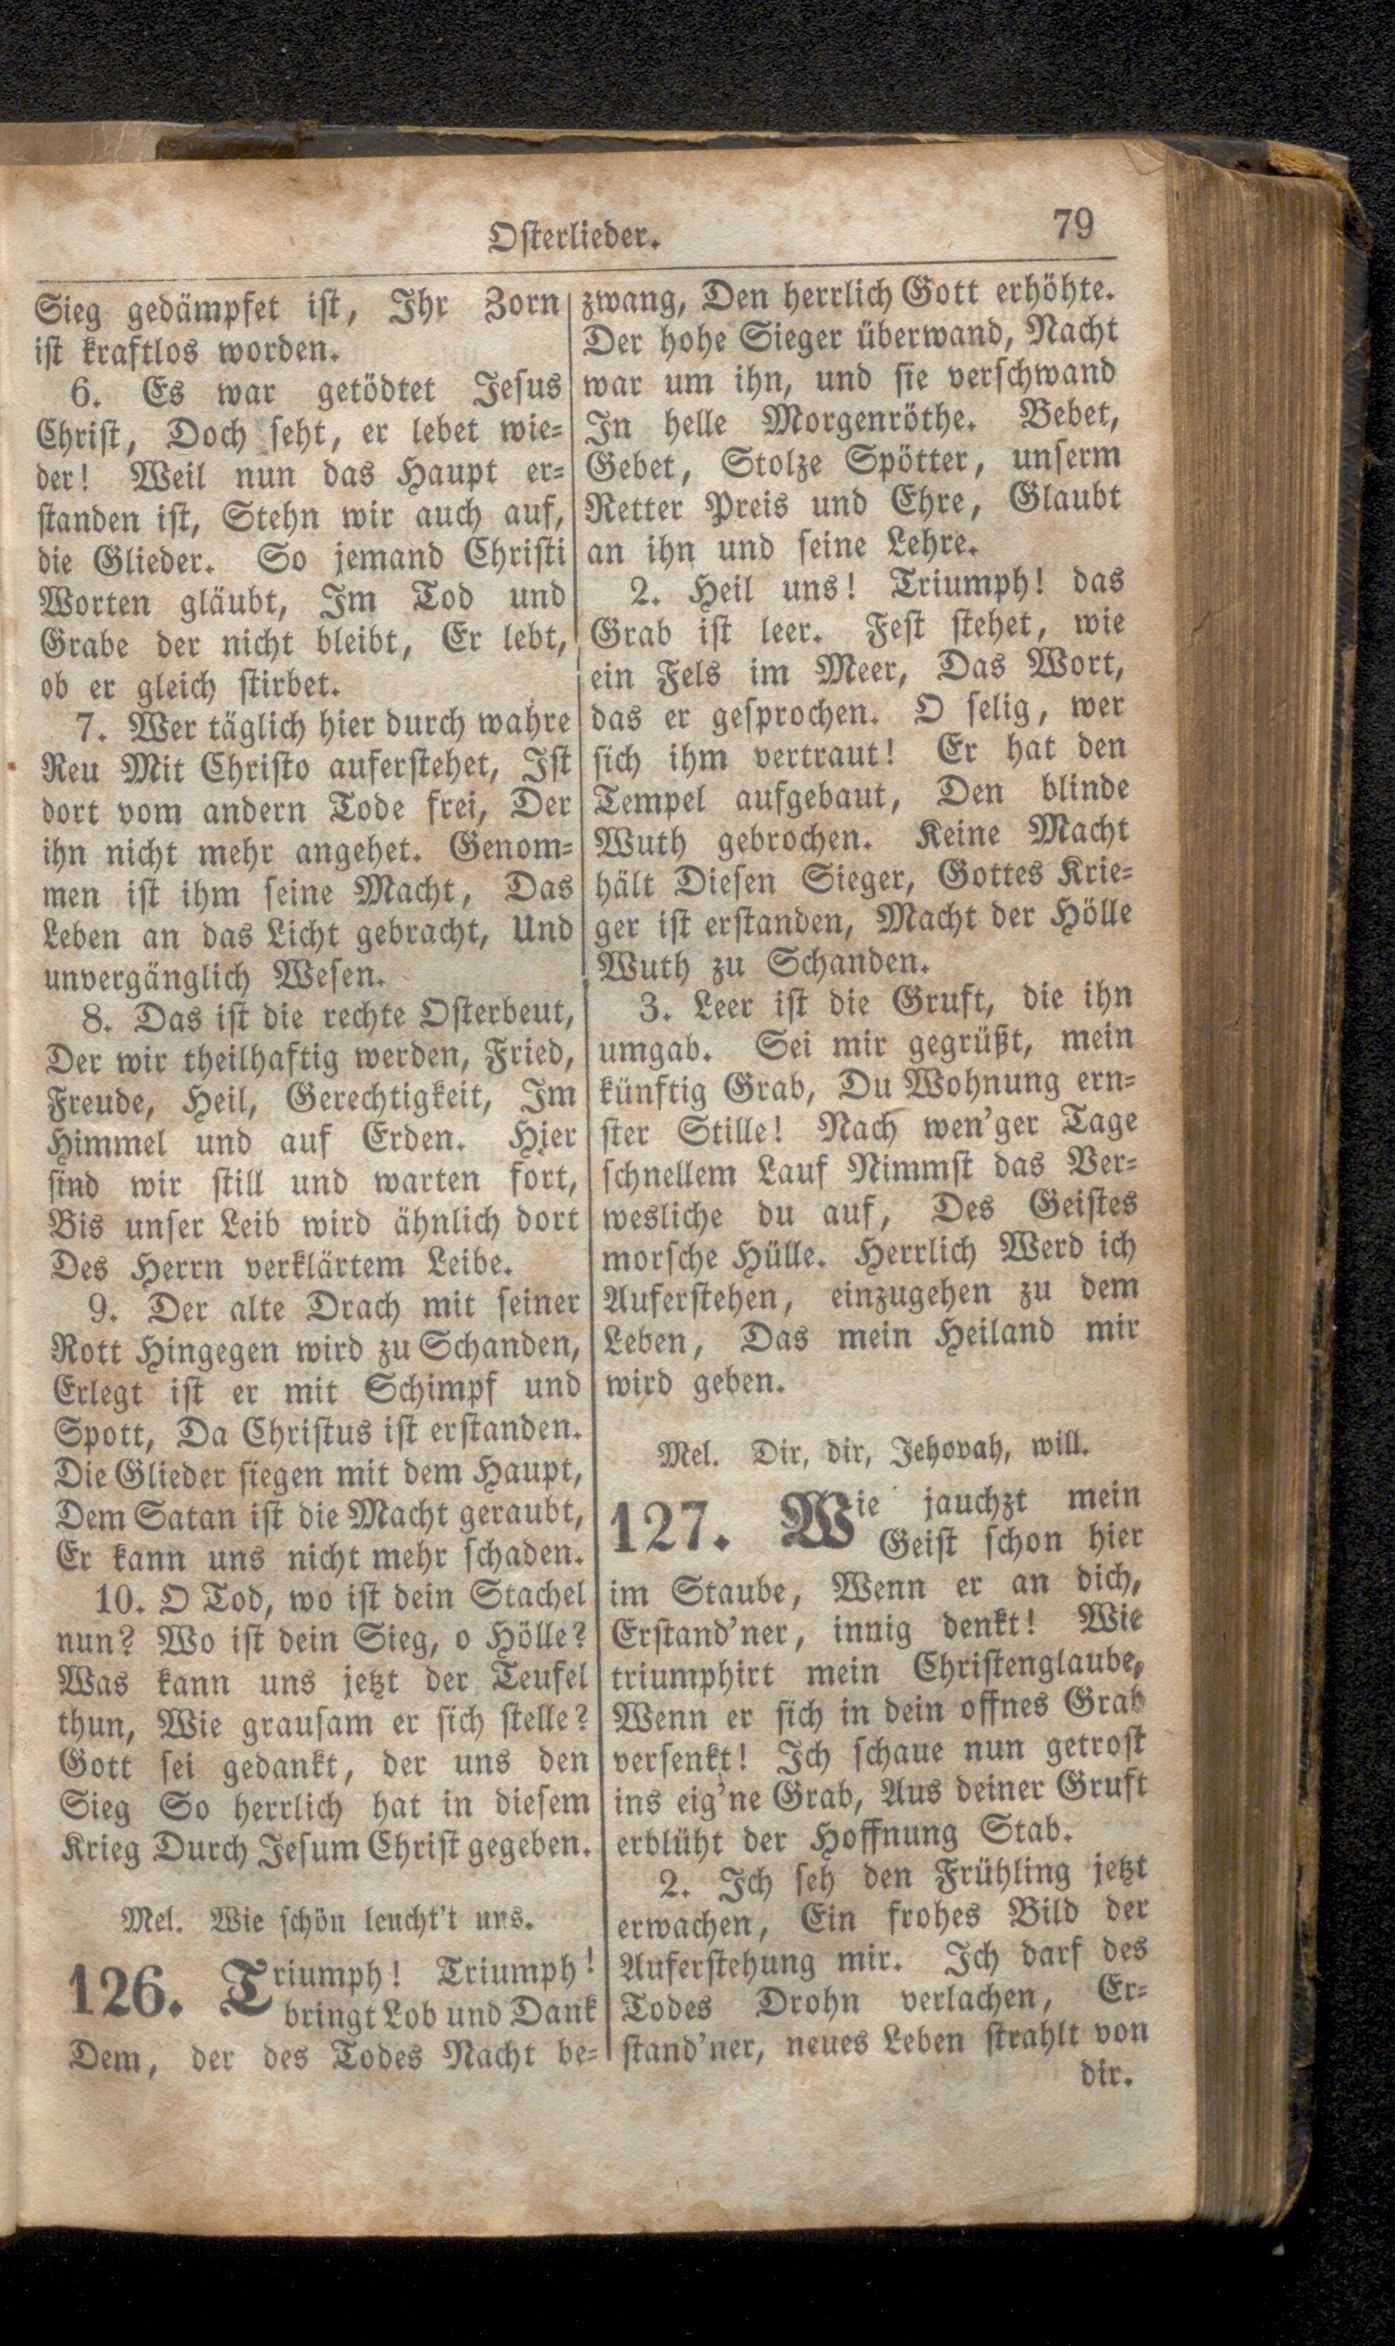 Osterlieder.
79
Sieg gedämpfet ist, Ihr Zorn
ist kraftlos worden.
6. Es war getödtet Jesus
Christ, Doch seht, er lebet wie-
der! Weil nun das Haupt er-
standen ist, Stehn wir auch auf,
die Glieder. So jemand Christi
Worten gläubt, Im Tod und
Grabe der nicht bleibt, Er lebt,
ob er gleich stirbet.
7. Wer täglich hier durch wahre
Reu Mit Christo auferstehet, Ist
dort vom andern Tode frei, Der
ihn nicht mehr angehet. Genom-
men ist ihm seine Macht, Das
Leben an das Licht gebracht, Und
unvergänglich Wesen.
8. Das ist die rechte Osterbeut,
Der wir theilhaftig werden, Fried,
Freude, Heil, Gerechtigkeit, Im
Himmel und auf Erden. Hier
sind wir still und warten fort,
Bis unser Leib wird ähnlich dort
Des Herrn verklärtem Leibe.
9. Der alte Drach mit seiner
Rott Hingegen wird zu Schanden,
Erlegt ist er mit Schimpf und
Spott, Da Christus ist erstanden.
Die Glieder siegen mit dem Haupt,
Dem Satan ist die Macht geraubt,
Er kann uns nicht mehr schaden.
10. O Tod, wo ist dein Stachel
nun? Wo ist dein Sieg, o Hölle?
Was kann uns jetzt der Teufel
thun, Wie grausam er sich stelle?
Gott sei gedankt, der uns den
Sieg So herrlich hat in diesem
Krieg Durch Jesum Christ gegeben.
Mel. Wie schön leucht't uns.
126. Triumph! Triumph!
bringt Lob und Dank
Dem, der des Todes Nacht be-
zwang, Den herrlich Gott erhöhte.
Der hohe Sieger überwand, Nacht
war um ihn, und sie verschwand
In helle Morgenröthe. Bebet,
Gebet, Stolze Spötter, unserm
Retter Preis und Ehre, Glaubt
an ihn und seine Lehre.
2. Heil uns! Triumph! das
Grab ist leer. Fest stehet, wie
ein Fels im Meer, Das Wort,
das er gesprochen. O selig, wer
sich ihm vertraut! Er hat den
Tempel aufgebaut, Den blinde
Wuth gebrochen. Keine Macht
hält Diesen Sieger, Gottes Krie-
ger ist erstanden, Macht der Hölle
Wuth zu Schanden.
3. Leer ist die Gruft, die ihn
umgab. Sei mir gegrüßt, mein
künftig Grab, Du Wohnung ern-
ster Stille! Nach wen'ger Tage
schnellem Lauf Nimmst das Ver-
wesliche du auf, Des Geistes
morsche Hülle. Herrlich Werd ich
Auferstehen, einzugehen zu dem
Leben, Das mein Heiland mir
wird geben.
Mel. Dir, dir, Jehovah, will.
127. Wie jauchzt mein
Geist schon hier
im Staube, Wenn er an dich,
Erstand'ner, innig denkt! Wie
triumphirt mein Christenglaube,
Wenn er sich in dein offnes Grab
versenkt! Ich schaue nun getrost
ins eig'ne Grab, Aus deiner Gruft
erblüht der Hoffnung Stab.
2. Ich seh den Frühling jetzt
erwachen, Ein frohes Bild der
Auferstehung mir. Ich darf des
Todes Drohn verlachen, Er-
stand'ner, neues Leben strahlt von
dir.